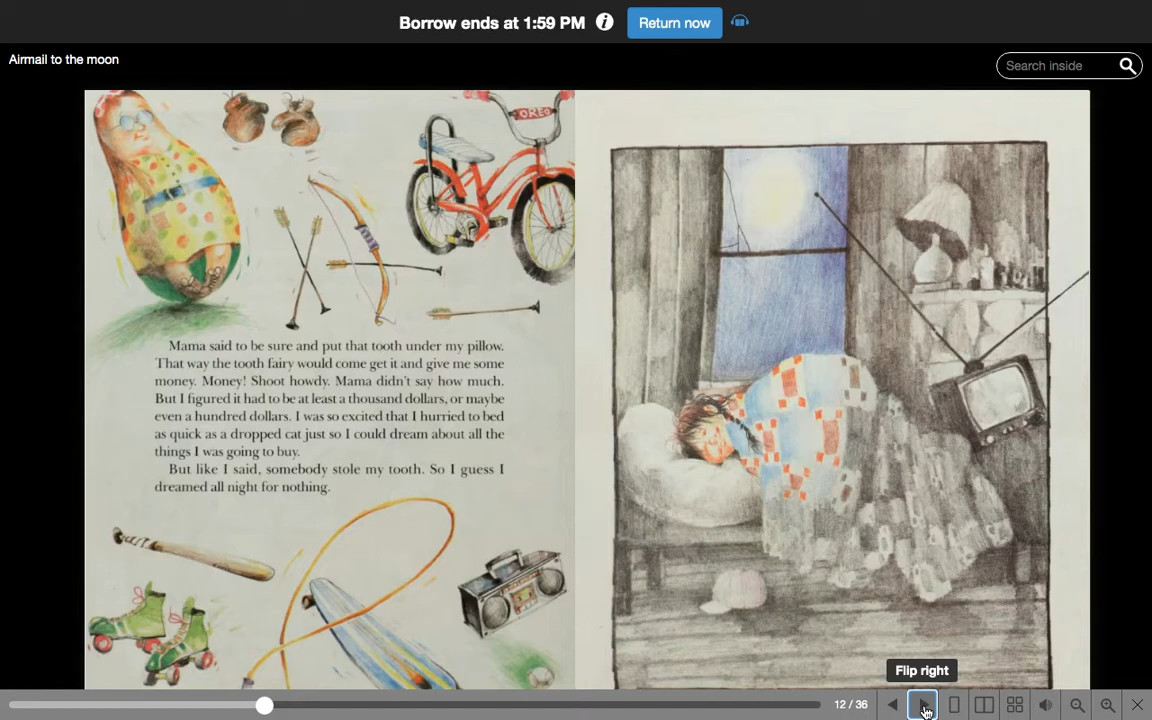 Borrow ends at 1:59 PM
Return now
Airmail to the moon
Search inside
OREO
Mama said to be sure and put that tooth under my pillow.
That way the tooth fairy would come get it and give me some
money. Money! Shoot howdy. Mama didn't say how much.
But I figured it had to be at least a thousand dollars, or maybe
even a hundred dollars. I was so excited that I hurried to bed
as quick as a dropped cat just so I could dream about all the
things I was going to buy.
But like I said, somebody stole my tooth. So I guess I
dreamed all night for nothing.
Flip right
12 / 36